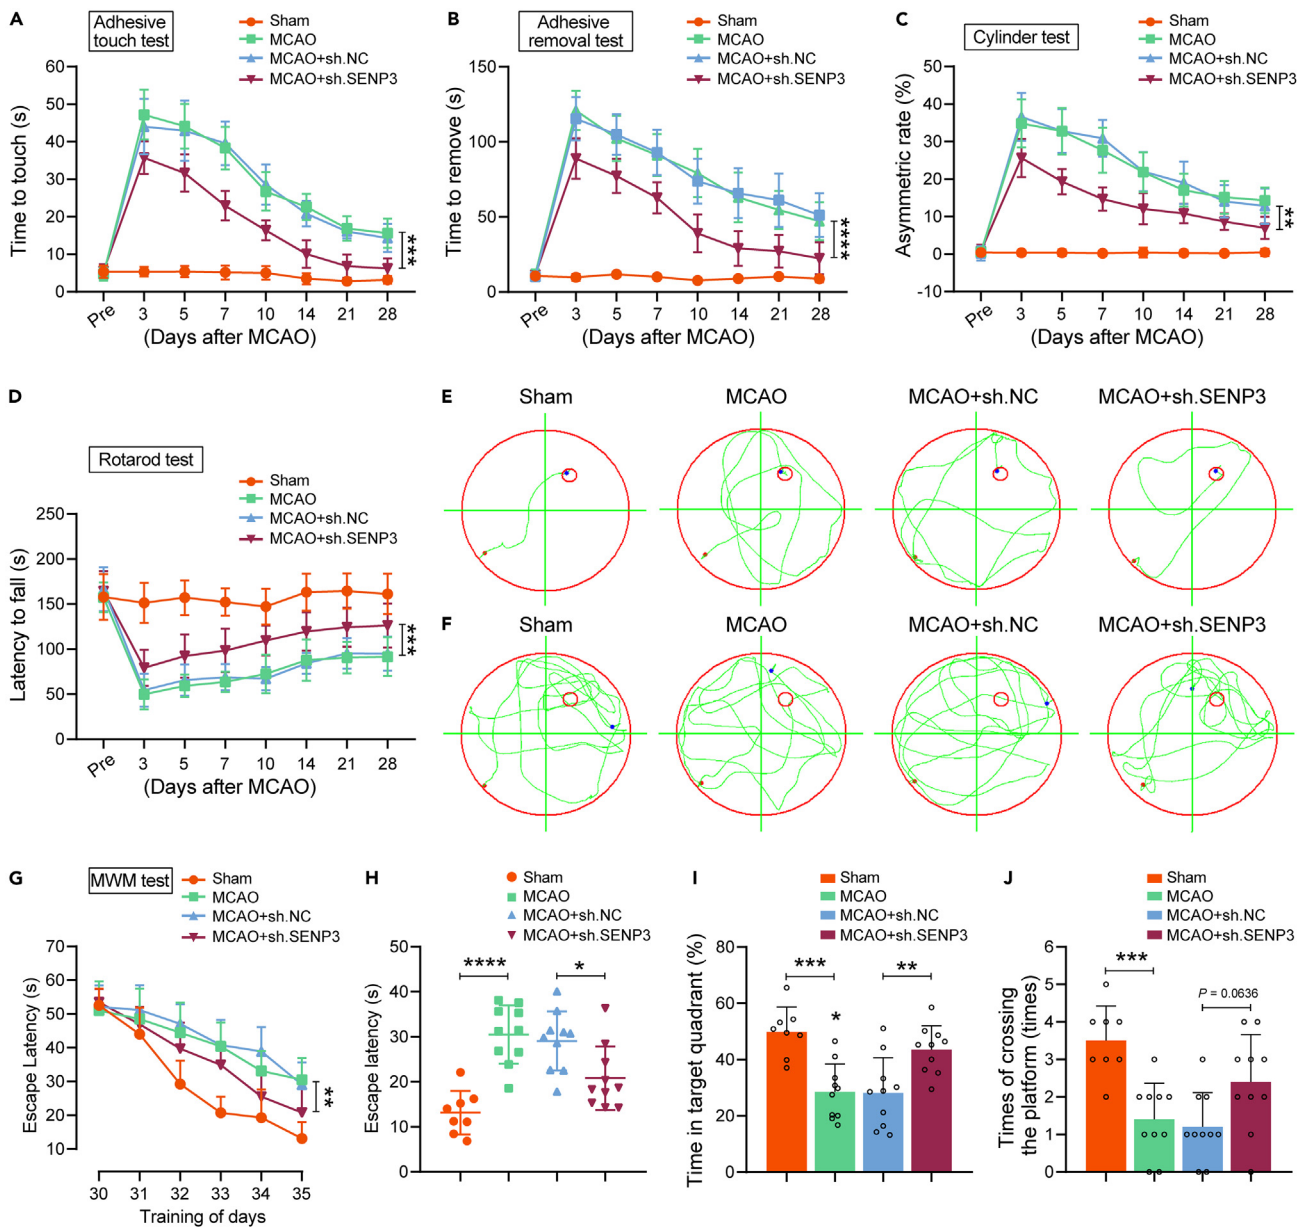 A
Adhesive
touch test
Sham
MCAO
MCAO+sh.NC
MCAO+sh.SENP3
Time to touch (s)
60
50
40
30
20
10
0
***
Pre 3 5 7 10 14 21 28
(Days after MCAO)
B
Adhesive
removal test
Sham
MCAO
MCAO+sh.NC
MCAO+sh.SENP3
Time to remove (s)
150
100
50
0
****
Pre 3 5 7 10 14 21 28
(Days after MCAO)
C
Cylinder test
Sham
MCAO
MCAO+sh.NC
MCAO+sh.SENP3
Asymmetric rate (%)
50
40
30
20
10
0
-10
**
Pre 3 5 7 10 14 21 28
(Days after MCAO)
D
Rotarod test
Sham
MCAO
MCAO+sh.NC
MCAO+sh.SENP3
Latency to fall (s)
250
200
150
100
50
0
***
Pre 3 5 7 10 14 21 28
(Days after MCAO)
E
Sham MCAO MCAO+sh.NC MCAO+sh.SENP3
F
Sham MCAO MCAO+sh.NC MCAO+sh.SENP3
G
MWM test
Sham
MCAO
MCAO+sh.NC
MCAO+sh.SENP3
Escape Latency (s)
70
60
50
40
30
20
10
**
30 31 32 33 34 35
Training of days
H
Sham
MCAO
MCAO+sh.NC
MCAO+sh.SENP3
Escape latency (s)
50
40
30
20
10
0
**** *
I
Sham
MCAO
MCAO+sh.NC
MCAO+sh.SENP3
Time in target quadrant (%)
80
60
40
20
0
*** **
*
J
Sham
MCAO
MCAO+sh.NC
MCAO+sh.SENP3
Times of crossing
the platform (times)
6
5
4
3
2
1
0
***
P = 0.0636